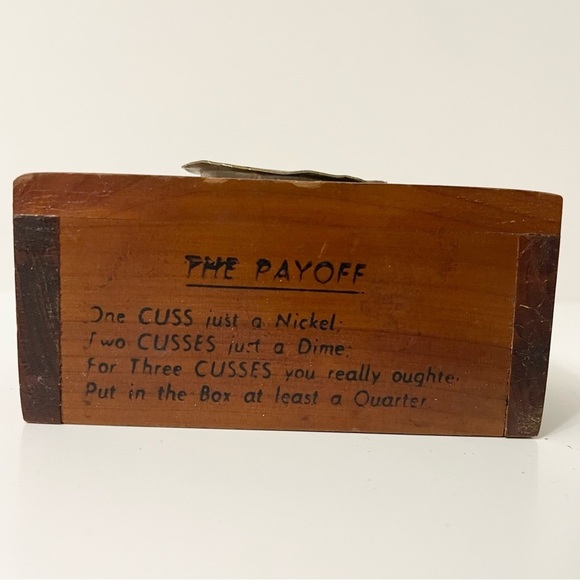 THE PAYOFF
One CUSS just a Nickel;
Two CUSSES just a Dime;
For Three CUSSES you really oughter
Put in the Box at least a Quarter